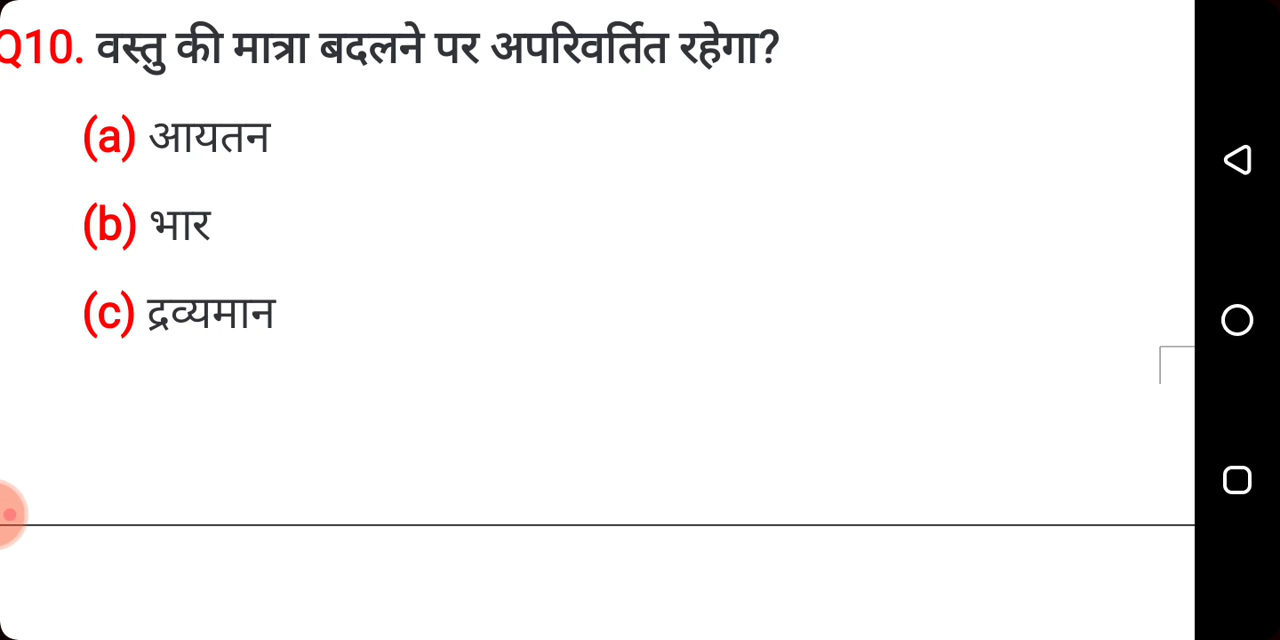 Q10. वस्तु की मात्रा बदलने पर अपरिवर्तित रहेगा?
(a) आयतन
(b) भार
(c) द्रव्यमान